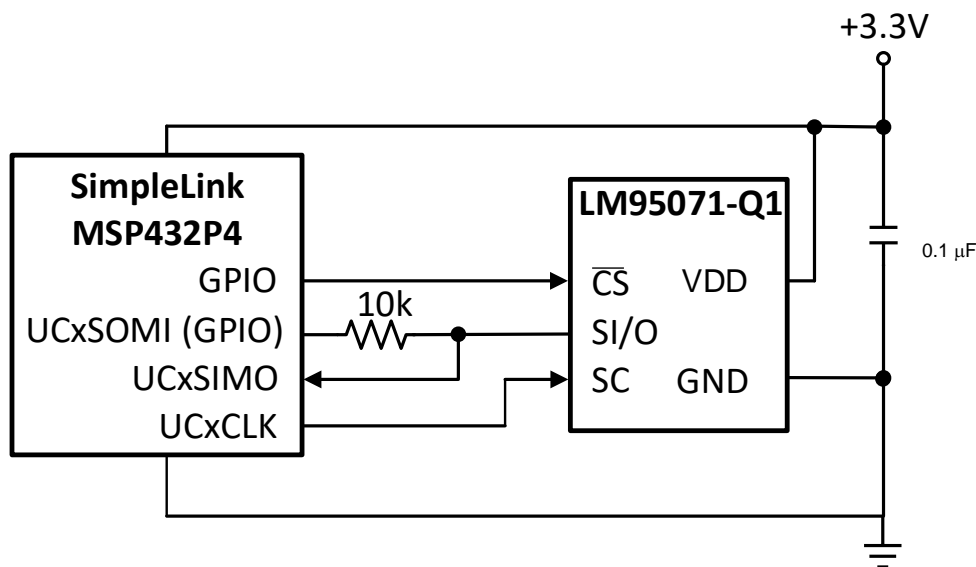 +3.3V
SimpleLink
MSP432P4
GPIO
UCxSOMI (GPIO)
UCxSIMO
UCxCLK
10k
LM95071-Q1
C̅S̅
VDD
SI/O
SC
GND
0.1 μF